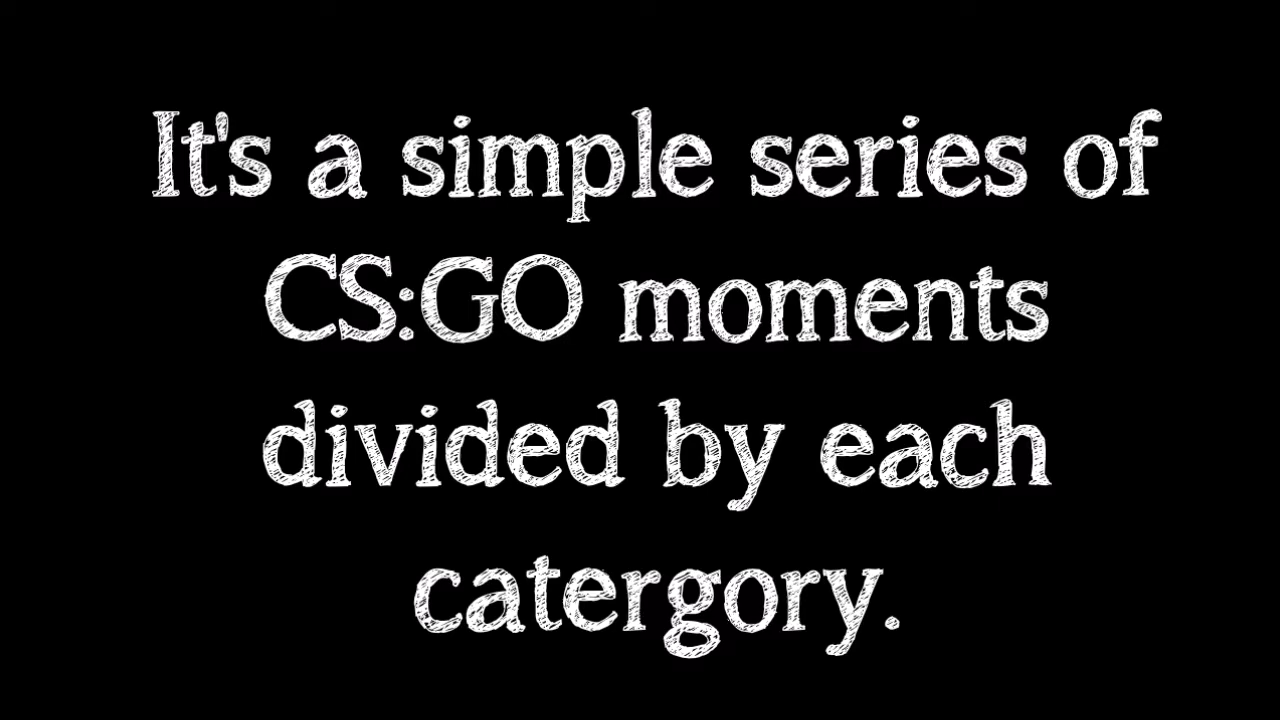 It's a simple series of
CS:GO moments
divided by each
catergory.